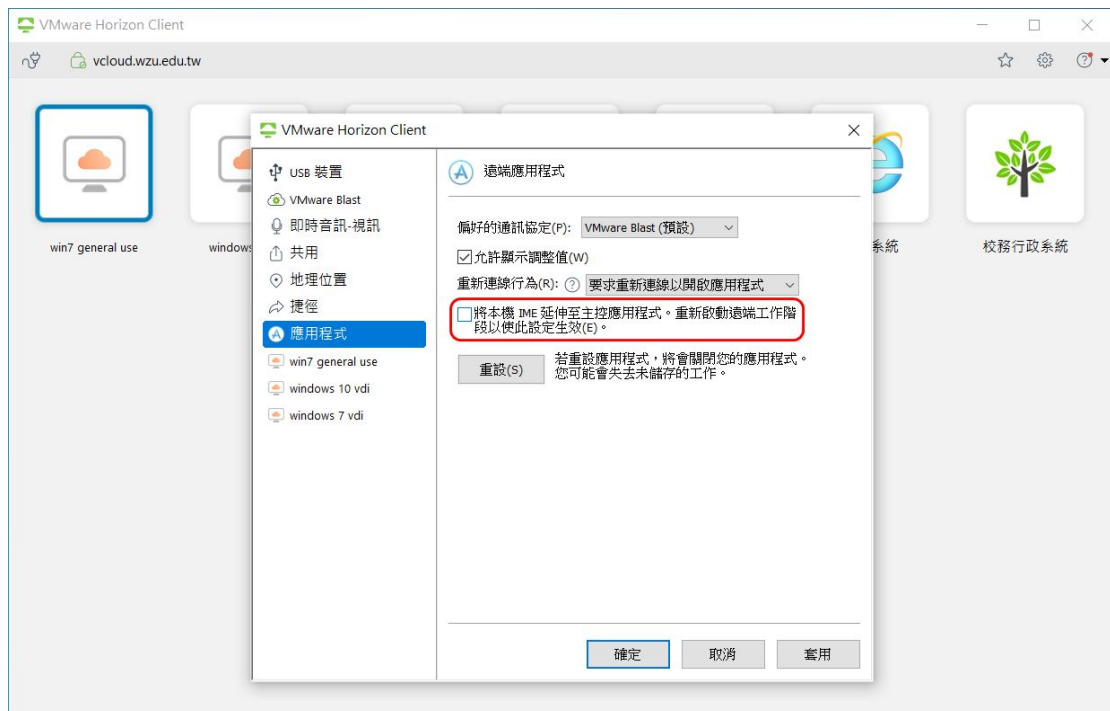 VMware Horizon Client
vcloud.wzu.edu.tw
VMware Horizon Client
USB 裝置
VMware Blast
即時音訊-視訊
共用
地理位置
捷徑
應用程式
win7 general use
windows 10 vdi
windows 7 vdi
遠端應用程式
偏好的通訊協定(P): VMware Blast (預設)
允許顯示調整值(W)
重新連線行為(R): ? 要求重新連線以開啟應用程式
將本機 IME 延伸至主控應用程式。重新啟動遠端工作階
段以使此設定生效(E)。
重設(S)
若重設應用程式，將會關閉您的應用程式。
您可能會失去未儲存的工作。
確定 取消 套用
win7 general use
windows
系統
校務行政系統